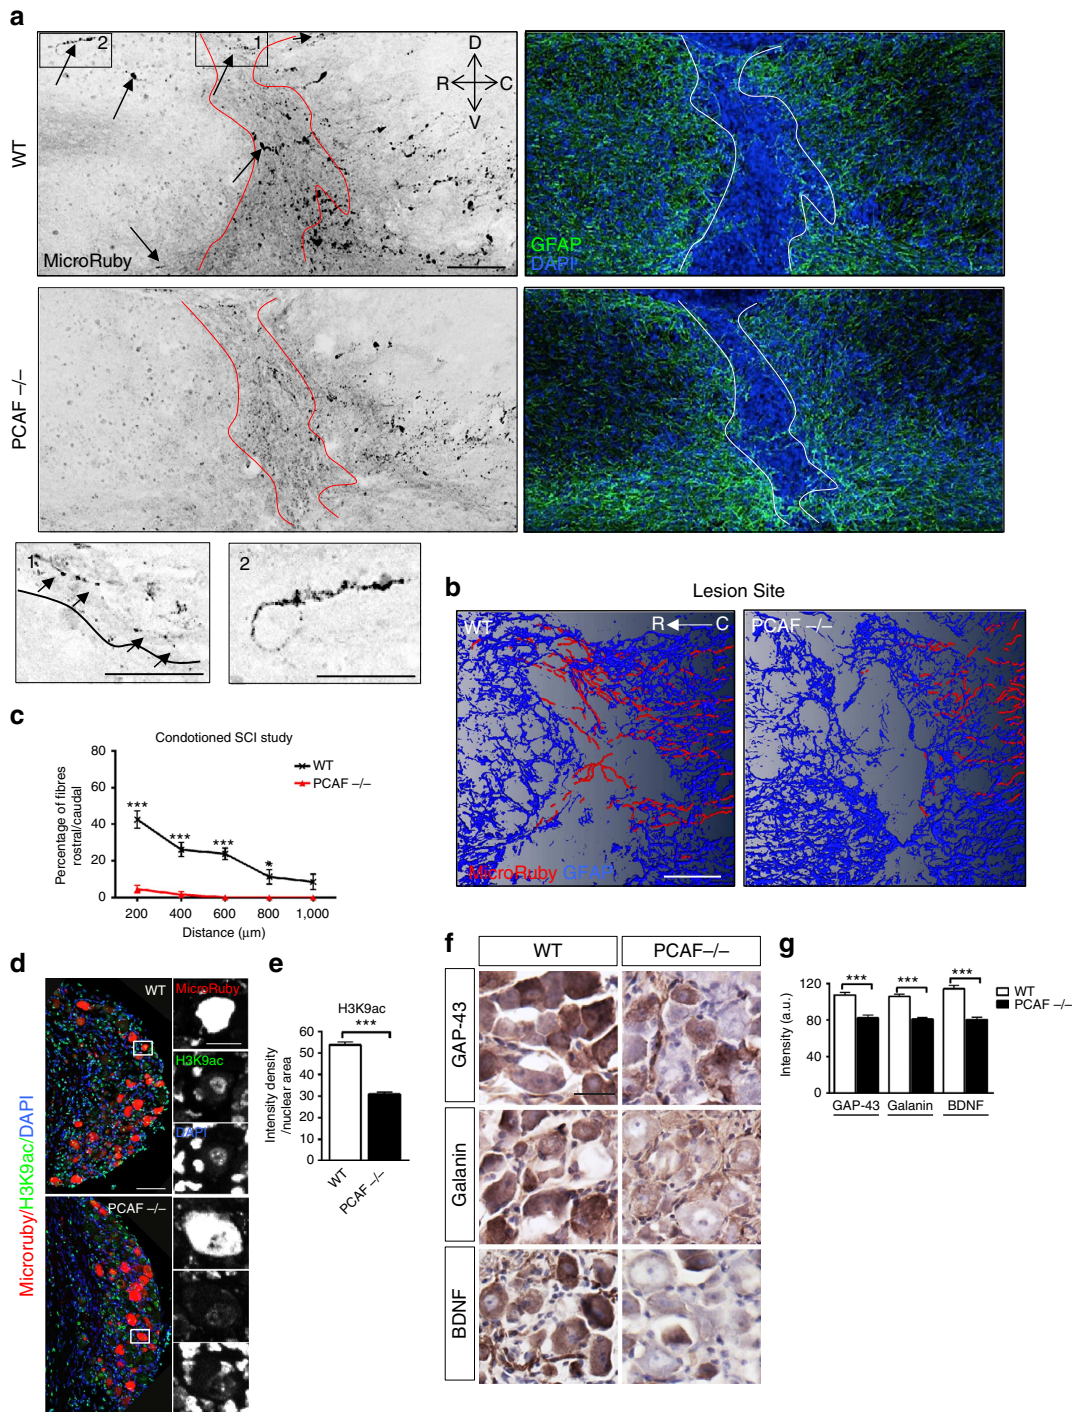 a
2
1
D
R
C
V
WT
MicroRuby
GFAP
DAPI
PCAF –/–
1
2
b
Lesion Site
WT
R
C
PCAF –/–
MicroRuby GFAP
c
Condotioned SCI study
80
60
40
20
0
Percentage of fibres
rostral/caudal
WT
PCAF –/–
***
***
***
*
200
400
600
800
1,000
Distance (μm)
d
Microruby/H3K9ac/DAPI
WT
MicroRuby
H3K9ac
DAPI
PCAF –/–
e
H3K9ac
***
60
50
40
30
20
10
0
Intensity density
/nuclear area
WT
PCAF –/–
f
WT
PCAF–/–
GAP-43
Galanin
BDNF
g
120
80
40
0
Intensity (a.u.)
***
***
***
WT
PCAF –/–
GAP-43
Galanin
BDNF